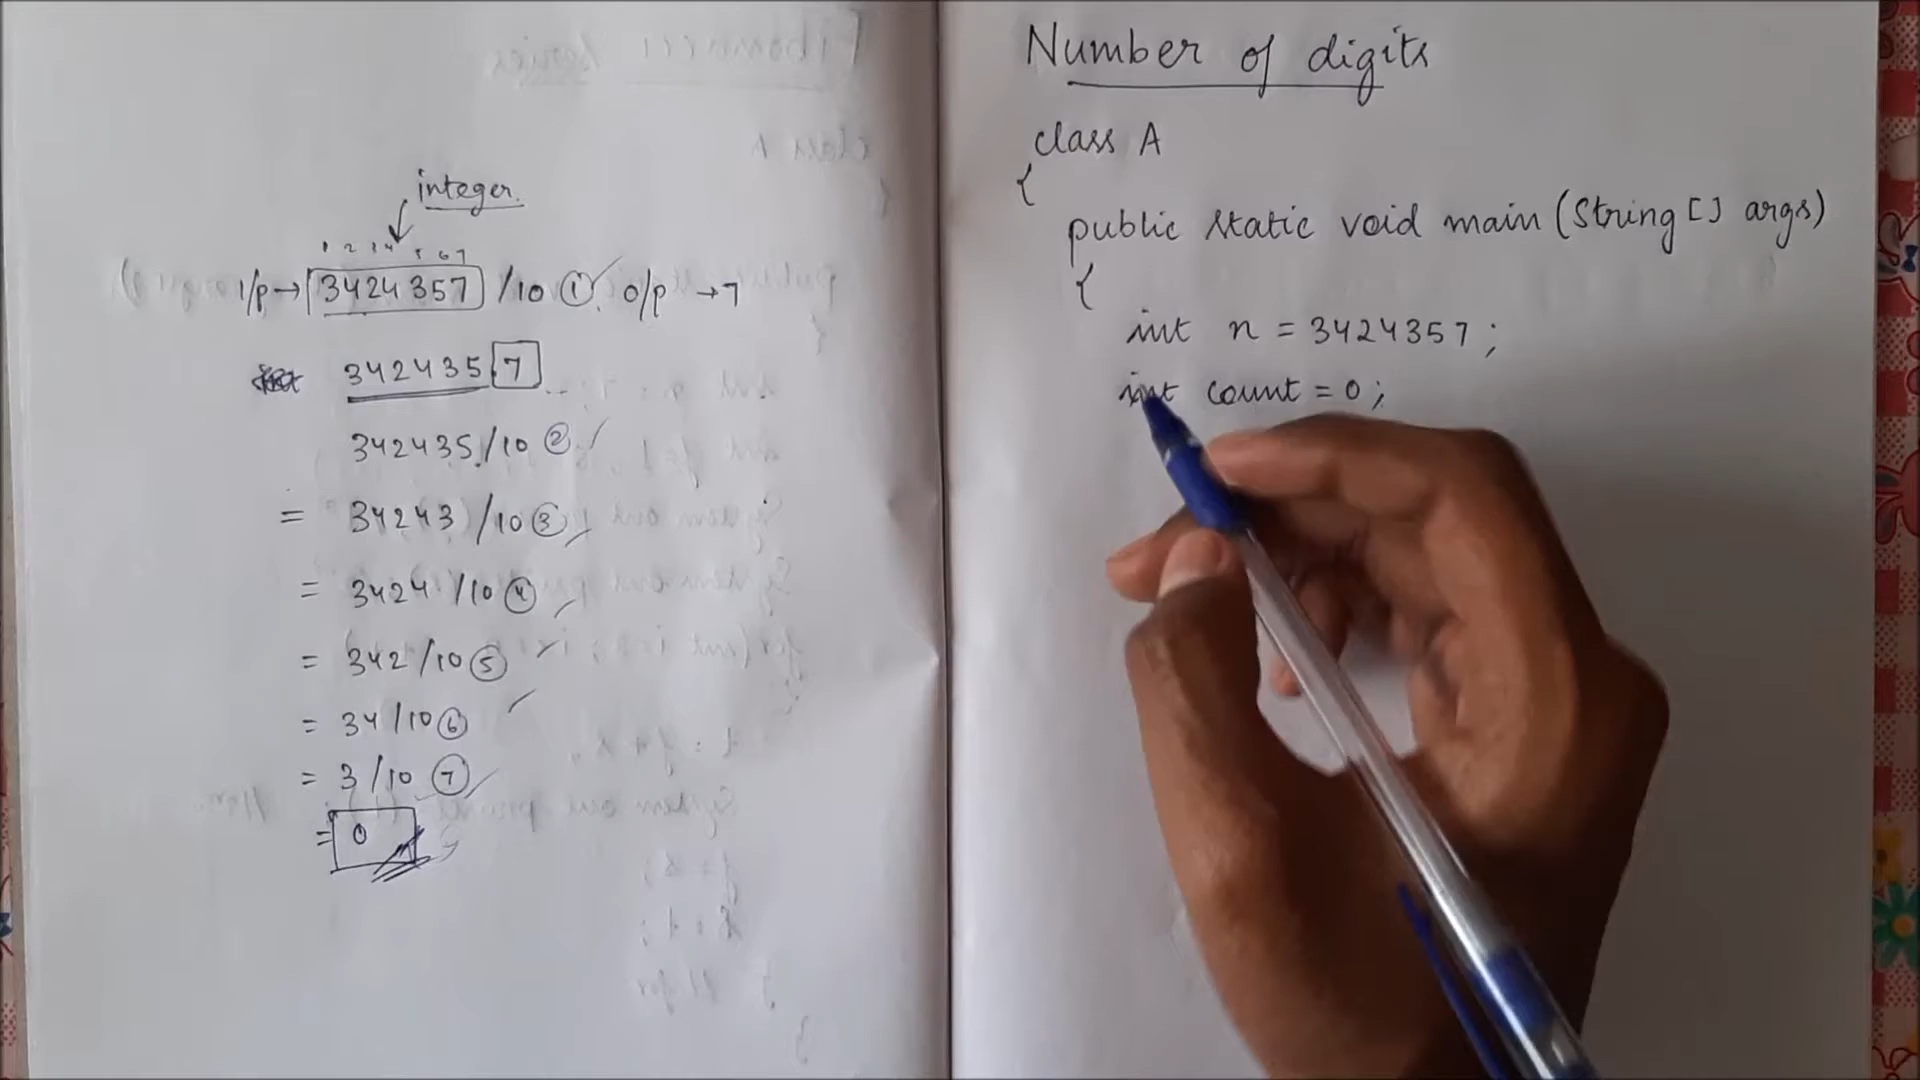 integer.
1 2 3 4 5 6 7
I/p → 3424357 /10 ① O/p → 7
342435.7
342435/10 ②
= 34243 /10 ③
= 3424 /10 ④
= 342 /10 ⑤
= 34 /10 ⑥
= 3 /10 ⑦
= 0
Number of digits
class A
{
public static void main (String [] args)
{
int n = 3424357 ;
int count = 0 ;